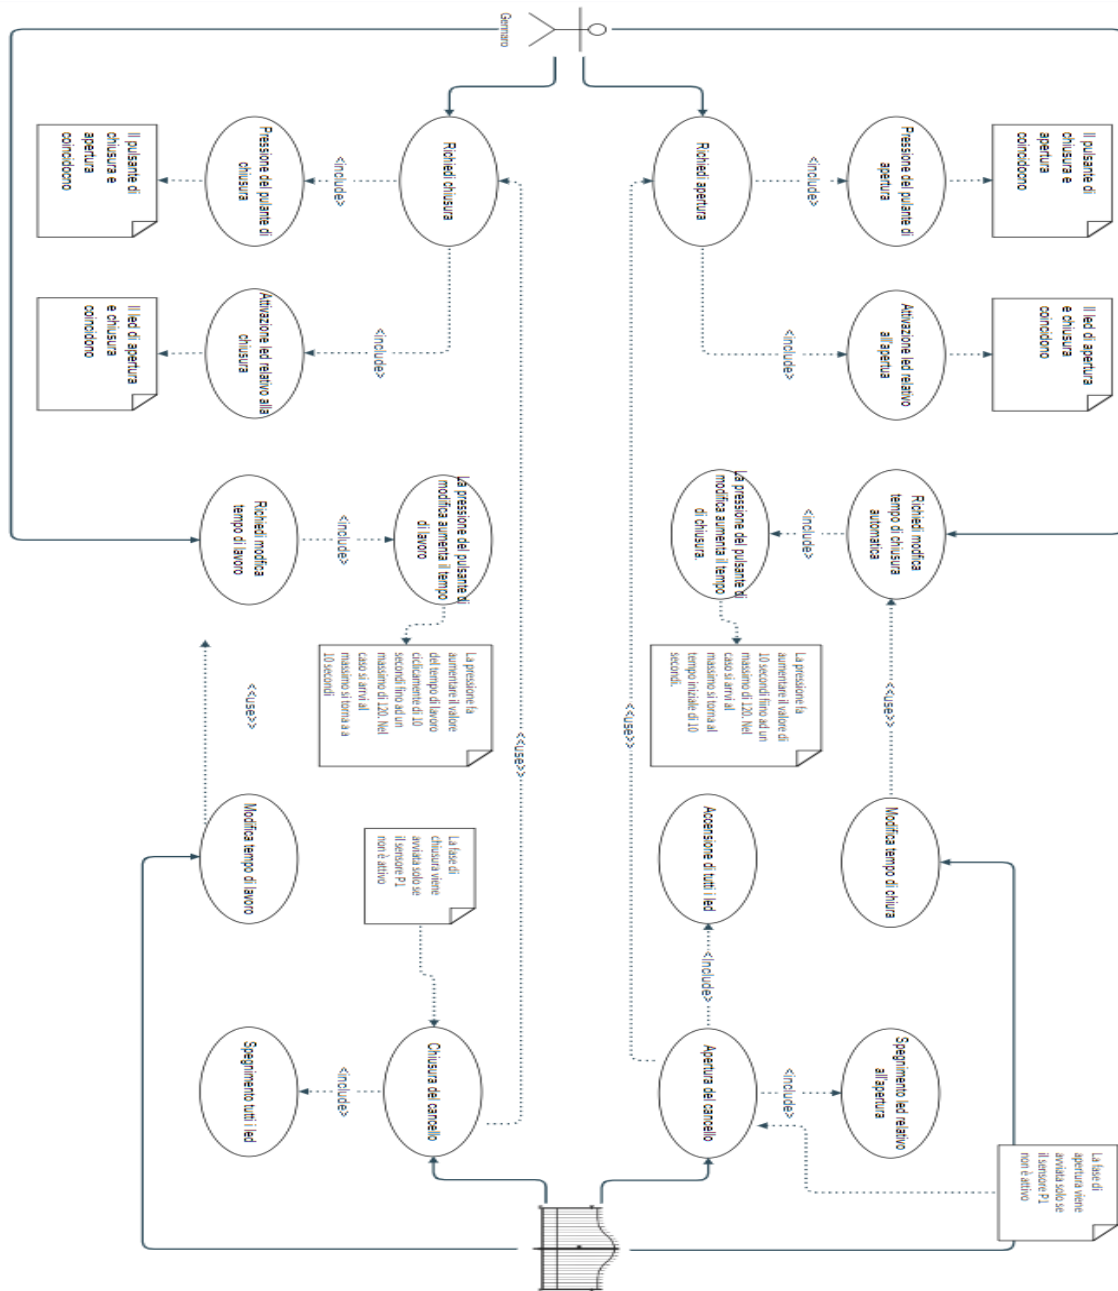 Il pulsante di
chiusura e
apertura
coincidocno
Il led di apertura
e chiusura
coincidono
La fase di
apertura viene
avviata solo se
il sensore P1
non è attivo
Pressione del pulante di
apertura
Attivazione led relativo
all'apertua
Richiedi modifica
tempo di chiusura
automatica
Modifica tempo di chiura
Spegnimento led relativo
all'apertura
<include>
<include>
<include>
<<use>>
<include>
Richiedi apertura
La pressione del pulsante di
modifica aumenta il tempo
di chiusura.
La pressione fa
aumentare il valore di
10 secondi fiino ad un
massimo di 120. Nel
caso si arrivi al
massimo si torna al
tempo iniziale di 10
secondi.
Accensione di tutti i led
<include>
Apertura del cancello
<<use>>
Gennaro
<<use>>
Richiedi chiusura
La pressione del pulsante di
modifica aumenta il tempo
di lavoro
La pressione fa
aumentare il valore
del tempo di lavoro
ciclicamente di 10
secondi fino ad un
massimo di 120. Nel
caso si arrivi al
massimo si torna a a
10 secondi
La fase di
chiusura viene
avviata solo se
il sensore P1
non è attivo
Chiusura del cancello
<include>
<include>
<include>
<<use>>
<include>
Pressione del pulante di
chiusura
Attivazione led relativo alla
chiusura
Richiedi modfica
tempo di lavoro
Modifica tempo di lavoro
Spegnimento tutti i led
Il pulsante di
chiusura e
apertura
coincidocno
Il led di apertura
e chiusura
coincidono